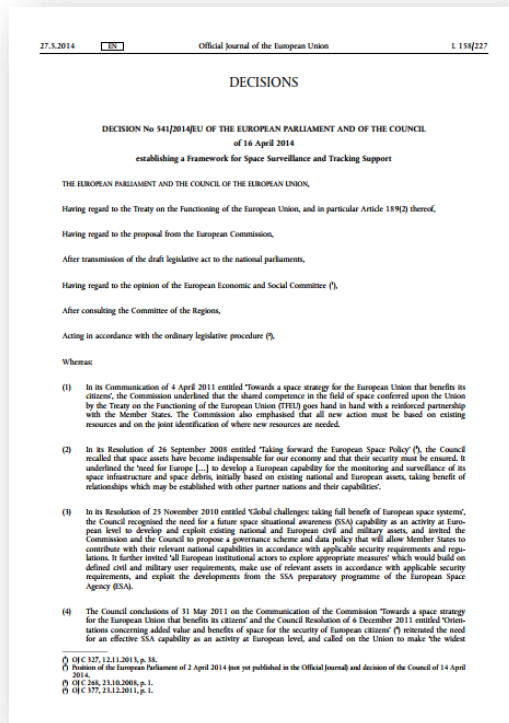 27.5.2014 EN Official Journal of the European Union L 158/227
DECISIONS
DECISION No 541/2014/EU OF THE EUROPEAN PARLIAMENT AND OF THE COUNCIL
of 16 April 2014
establishing a Framework for Space Surveillance and Tracking Support
THE EUROPEAN PARLIAMENT AND THE COUNCIL OF THE EUROPEAN UNION,
Having regard to the Treaty on the Functioning of the European Union, and in particular Article 189(2) thereof,
Having regard to the proposal from the European Commission,
After transmission of the draft legislative act to the national parliaments,
Having regard to the opinion of the European Economic and Social Committee (¹),
After consulting the Committee of the Regions,
Acting in accordance with the ordinary legislative procedure (²),
Whereas:
(1) In its Communication of 4 April 2011 entitled 'Towards a space strategy for the European Union that benefits its
citizens', the Commission underlined that the shared competence in the field of space conferred upon the Union
by the Treaty on the Functioning of the European Union (TFEU) goes hand in hand with a reinforced partnership
with the Member States. The Commission also emphasised that all new action must be based on existing
resources and on the joint identification of where new resources are needed.
(2) In its Resolution of 26 September 2008 entitled 'Taking forward the European Space Policy' (³), the Council
recalled that space assets have become indispensable for our economy and that their security must be ensured. It
underlined the 'need for Europe [...] to develop a European capability for the monitoring and surveillance of its
space infrastructure and space debris, initially based on existing national and European assets, taking benefit of
relationships which may be established with other partner nations and their capabilities'.
(3) In its Resolution of 25 November 2010 entitled 'Global challenges: taking full benefit of European space systems',
the Council recognised the need for a future space situational awareness (SSA) capability as an activity at Euro-
pean level to develop and exploit existing national and European civil and military assets, and invited the
Commission and the Council to propose a governance scheme and data policy that will allow Member States to
contribute with their relevant national capabilities in accordance with applicable security requirements and regu-
lations. It further invited 'all European institutional actors to explore appropriate measures' which would build on
defined civil and military user requirements, make use of relevant assets in accordance with applicable security
requirements, and exploit the developments from the SSA preparatory programme of the European Space
Agency (ESA).
(4) The Council conclusions of 31 May 2011 on the Communication of the Commission 'Towards a space strategy
for the European Union that benefits its citizens' and the Council Resolution of 6 December 2011 entitled 'Orien-
tations concerning added value and benefits of space for the security of European citizens' (⁴) reiterated the need
for an effective SSA capability as an activity at European level, and called on the Union to make 'the widest
(¹) OJ C 327, 12.11.2013, p. 38.
(²) Position of the European Parliament of 2 April 2014 (not yet published in the Official Journal) and decision of the Council of 14 April
2014.
(³) OJ C 268, 23.10.2008, p. 1.
(⁴) OJ C 377, 23.12.2011, p. 1.